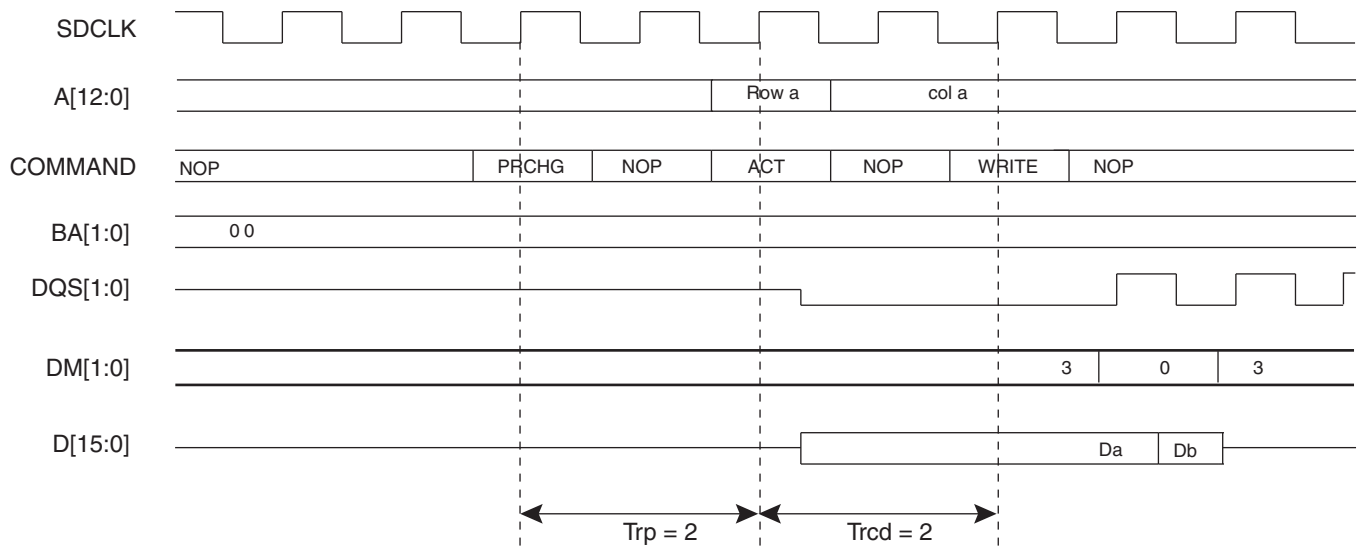 SDCLK
A[12:0] Row a col a
COMMAND NOP PRCHG NOP ACT NOP WRITE NOP
BA[1:0] 0 0
DQS[1:0]
DM[1:0] 3 0 3
D[15:0] Da Db
Trp = 2 Trcd = 2